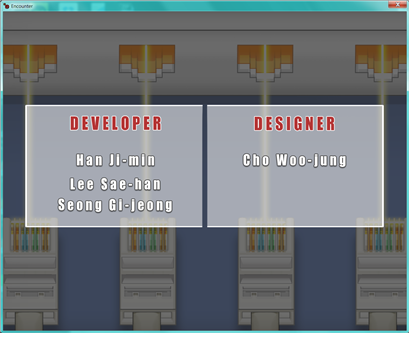 Encounter
DEVELOPER
Han Ji-min
Lee Sae-han
Seong Gi-jeong
DESIGNER
Cho Woo-jung